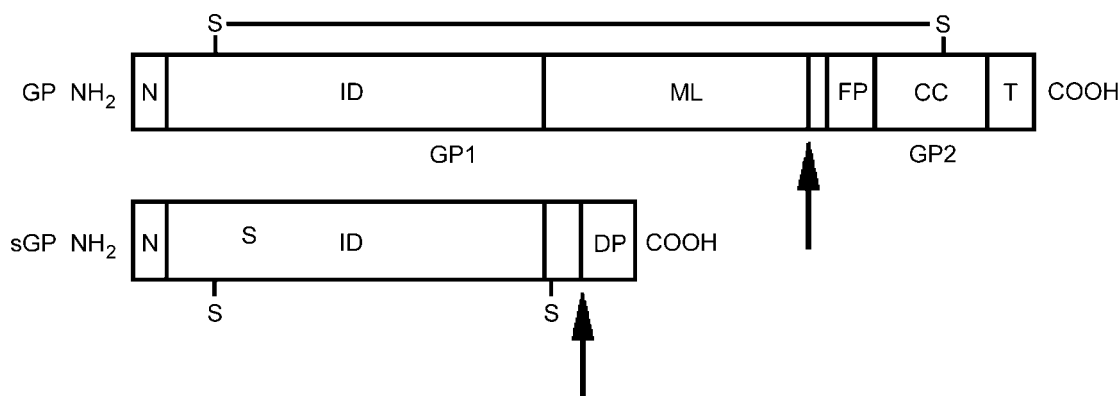 S S
GP NH2 N ID ML FP CC T COOH
GP1 GP2
sGP NH2 N S ID DP COOH
S S